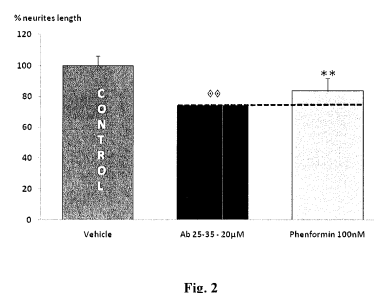 % neurites length
120
100
80
60
40
20
0
CONTROL
◊◊
**
Vehicle
Ab 25-35 - 20µM
Phenformin 100nM
Fig. 2